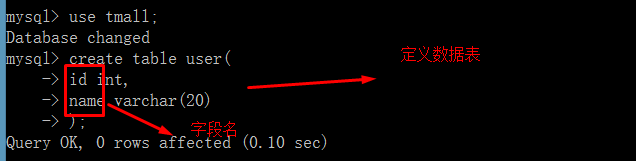 mysql> use tmall;
Database changed
mysql> create table user(
-> id int,
-> name varchar(20)
-> );
Query OK, 0 rows affected (0.10 sec)
定义数据表
字段名